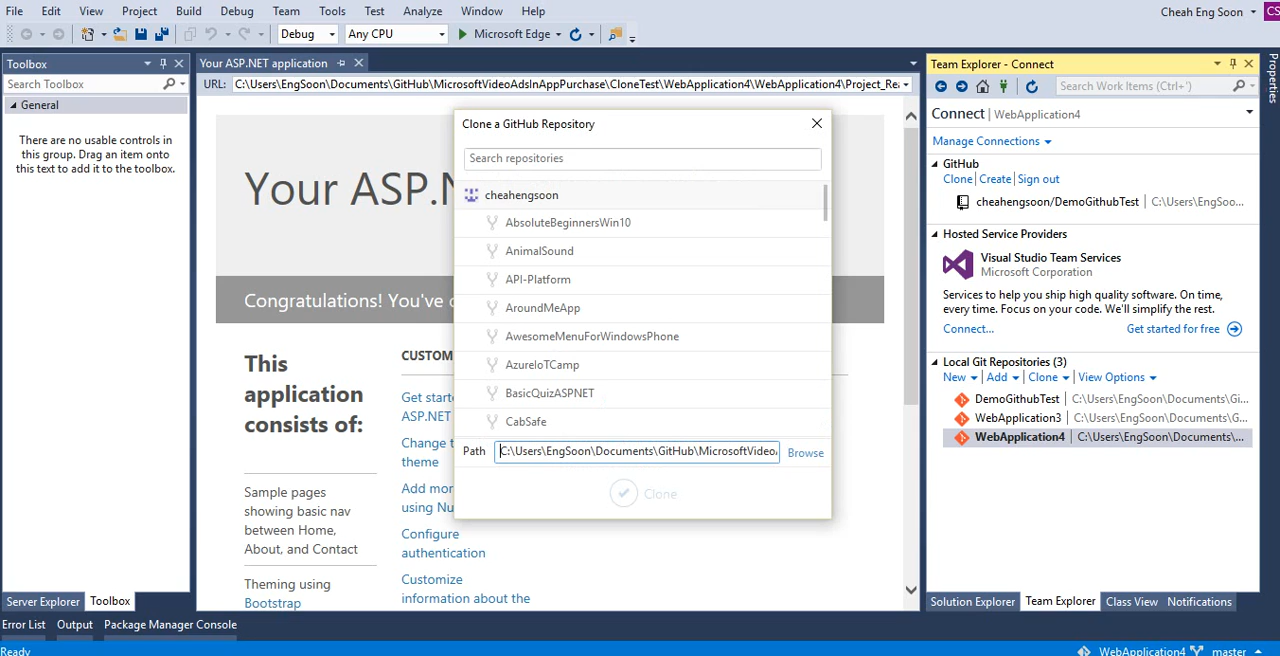 File Edit View Project Build Debug Team Tools Test Analyze Window Help
Cheah Eng Soon CS
Debug Any CPU Microsoft Edge
Toolbox
Search Toolbox
General
There are no usable controls in
this group. Drag an item onto
this text to add it to the toolbox.
Server Explorer Toolbox
Your ASP.NET application
URL: C:\Users\EngSoon\Documents\GitHub\MicrosoftVideoAdsInAppPurchase\CloneTest\WebApplication4\WebApplication4\Project_Re
Your ASP.N
Congratulations! You've c
This
application
consists of:
Sample pages
showing basic nav
between Home,
About, and Contact
Theming using
Bootstrap
CUSTOM
Get starte
ASP.NET
Change t
theme
Add mor
using Nu
Configure
authentication
Customize
information about the
Clone a GitHub Repository
Search repositories
cheahengsoon
AbsoluteBeginnersWin10
AnimalSound
API-Platform
AroundMeApp
AwesomeMenuForWindowsPhone
AzureIoTCamp
BasicQuizASPNET
CabSafe
Path C:\Users\EngSoon\Documents\GitHub\MicrosoftVideo Browse
Clone
Team Explorer - Connect
Search Work Items (Ctrl+')
Connect | WebApplication4
Manage Connections
GitHub
Clone | Create | Sign out
cheahengsoon/DemoGithubTest | C:\Users\EngSoo...
Hosted Service Providers
Visual Studio Team Services
Microsoft Corporation
Services to help you ship high quality software. On time,
every time. Focus on your code. We'll simplify the rest.
Connect... Get started for free
Local Git Repositories (3)
New | Add | Clone | View Options
DemoGithubTest | C:\Users\EngSoon\Documents\Gi...
WebApplication3 | C:\Users\EngSoon\Documents\G...
WebApplication4 | C:\Users\EngSoon\Documents\...
Solution Explorer Team Explorer Class View Notifications
Properties
Error List Output Package Manager Console
Ready WebApplication4 master